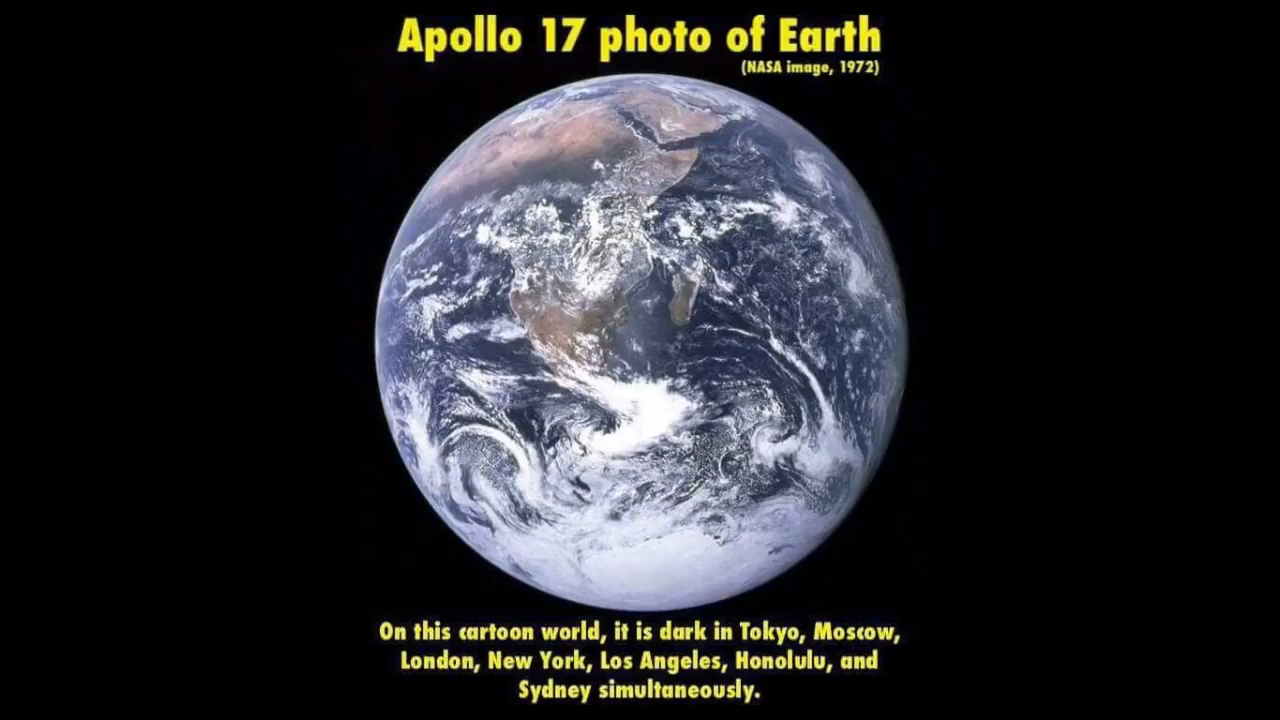 Apollo 17 photo of Earth
(NASA image, 1972)
On this cartoon world, it is dark in Tokyo, Moscow,
London, New York, Los Angeles, Honolulu, and
Sydney simultaneously.